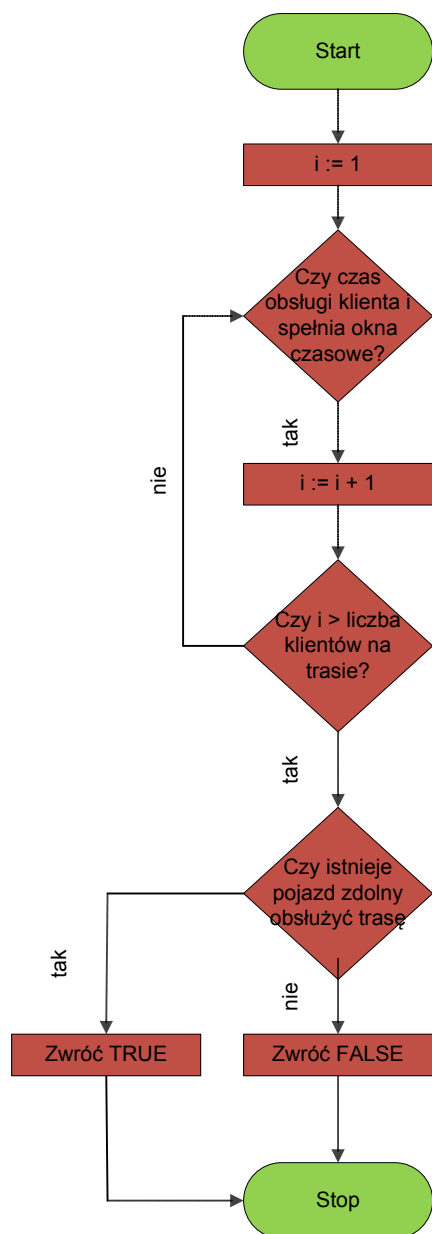 Start
i := 1
Czy czas
obsługi klienta i
spełnia okna
czasowe?
tak
nie
i := i + 1
Czy i > liczba
klientów na
trasie?
tak
Czy istnieje
pojazd zdolny
obsłużyć trasę
tak
nie
Zwróć TRUE
Zwróć FALSE
Stop